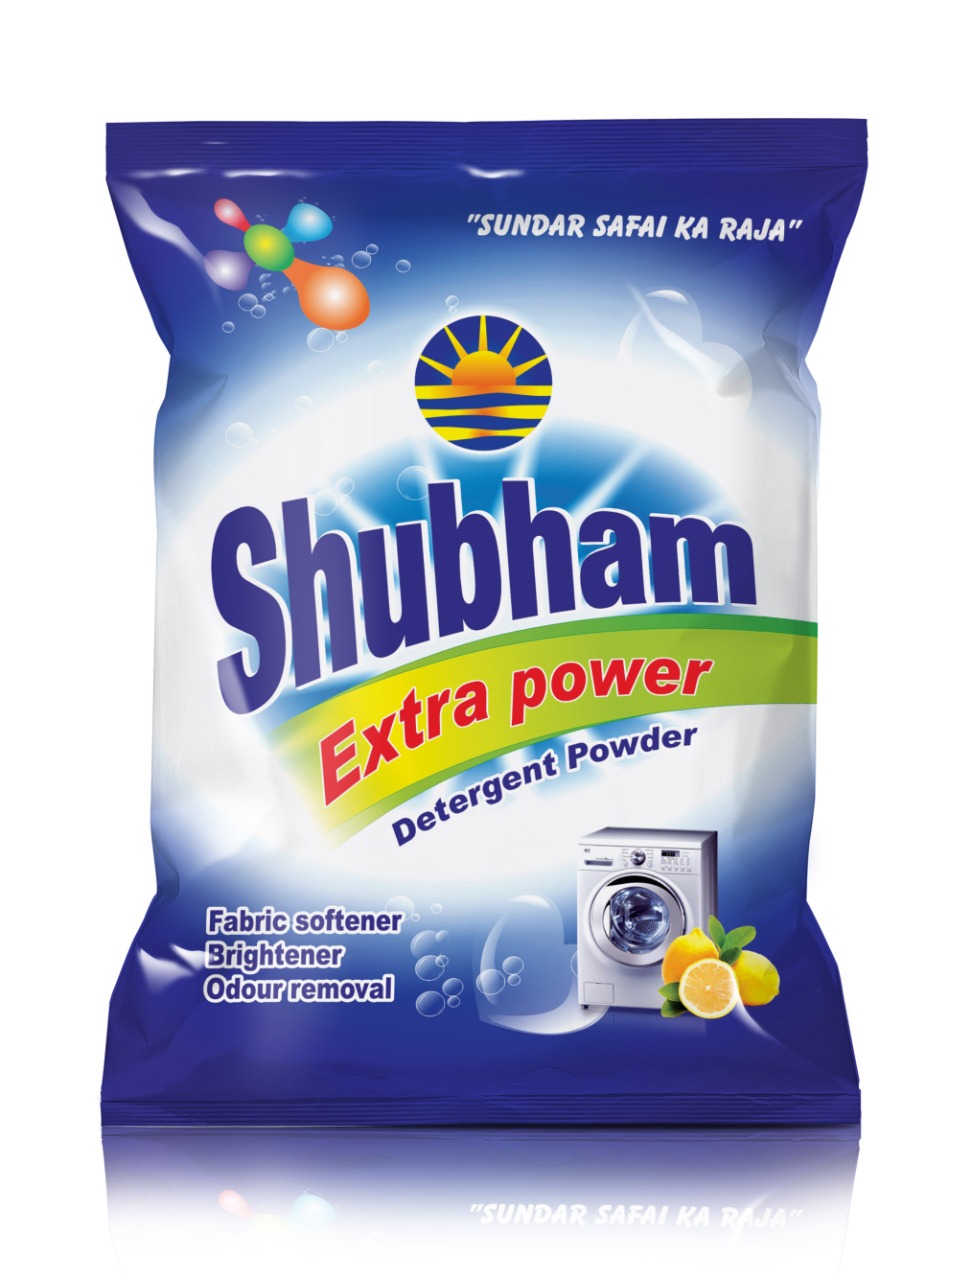 "SUNDAR SAFAI KA RAJA"
Shubham
Extra power
Detergent Powder
Fabric softener
Brightener
Odour removal
"SUNDAR SAFAI KA RAJA"